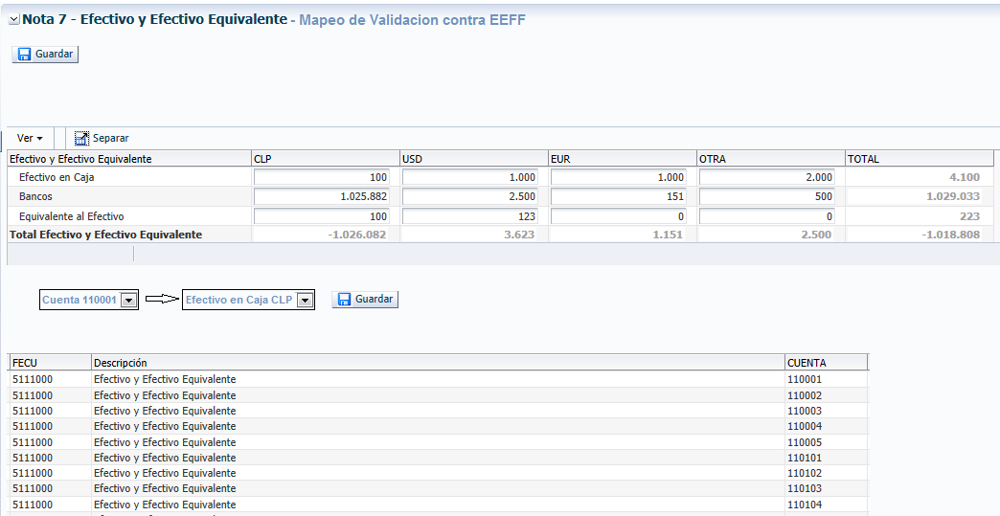 Nota 7 - Efectivo y Efectivo Equivalente - Mapeo de Validacion contra EEFF
Guardar
Ver Separar
Efectivo y Efectivo Equivalente CLP USD EUR OTRA TOTAL
Efectivo en Caja 100 1.000 1.000 2.000 4.100
Bancos 1.025.882 2.500 151 500 1.029.033
Equivalente al Efectivo 100 123 0 0 223
Total Efectivo y Efectivo Equivalente -1.026.082 3.623 1.151 2.500 -1.018.808
Cuenta 110001 Efectivo en Caja CLP Guardar
FECU Descripción CUENTA
5111000 Efectivo y Efectivo Equivalente 110001
5111000 Efectivo y Efectivo Equivalente 110002
5111000 Efectivo y Efectivo Equivalente 110003
5111000 Efectivo y Efectivo Equivalente 110004
5111000 Efectivo y Efectivo Equivalente 110005
5111000 Efectivo y Efectivo Equivalente 110101
5111000 Efectivo y Efectivo Equivalente 110102
5111000 Efectivo y Efectivo Equivalente 110103
5111000 Efectivo y Efectivo Equivalente 110104